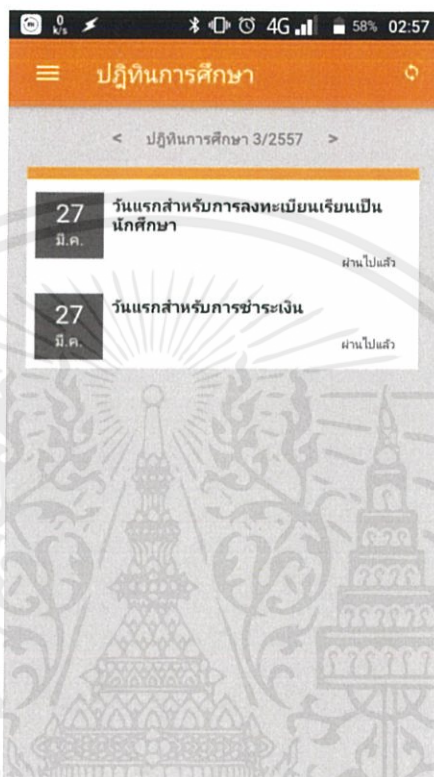 0 k/s 4G 58% 02:57
ปฏิทินการศึกษา
< ปฏิทินการศึกษา 3/2557 >
27 มี.ค.
วันแรกสำหรับการลงทะเบียนเรียนเป็น
นักศึกษา
ผ่านไปแล้ว
27 มี.ค.
วันแรกสำหรับการชำระเงิน
ผ่านไปแล้ว